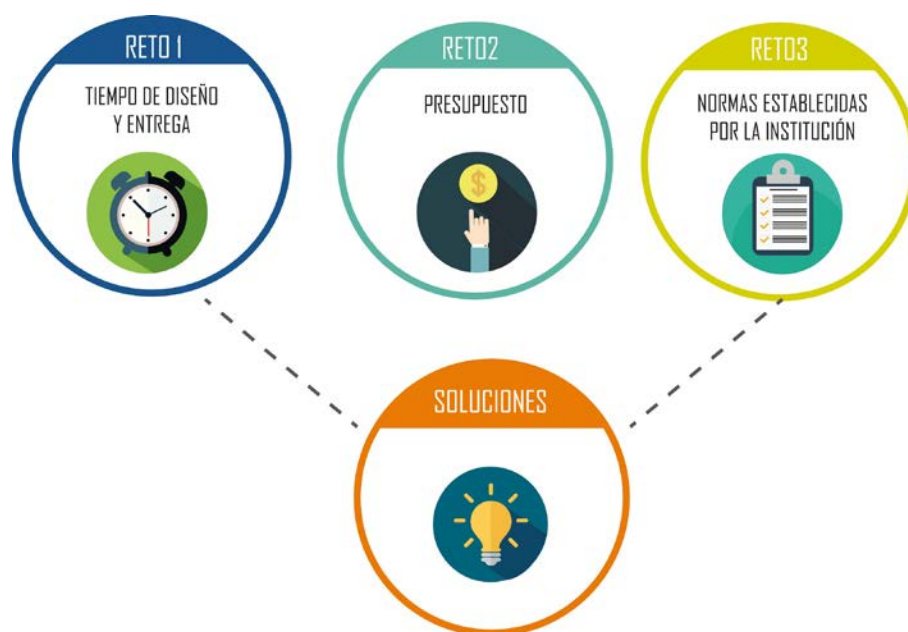 RETO 1
TIEMPO DE DISEÑO
Y ENTREGA
RETO2
PRESUPUESTO
RETO3
NORMAS ESTABLECIDAS
POR LA INSTITUCIÓN
SOLUCIONES